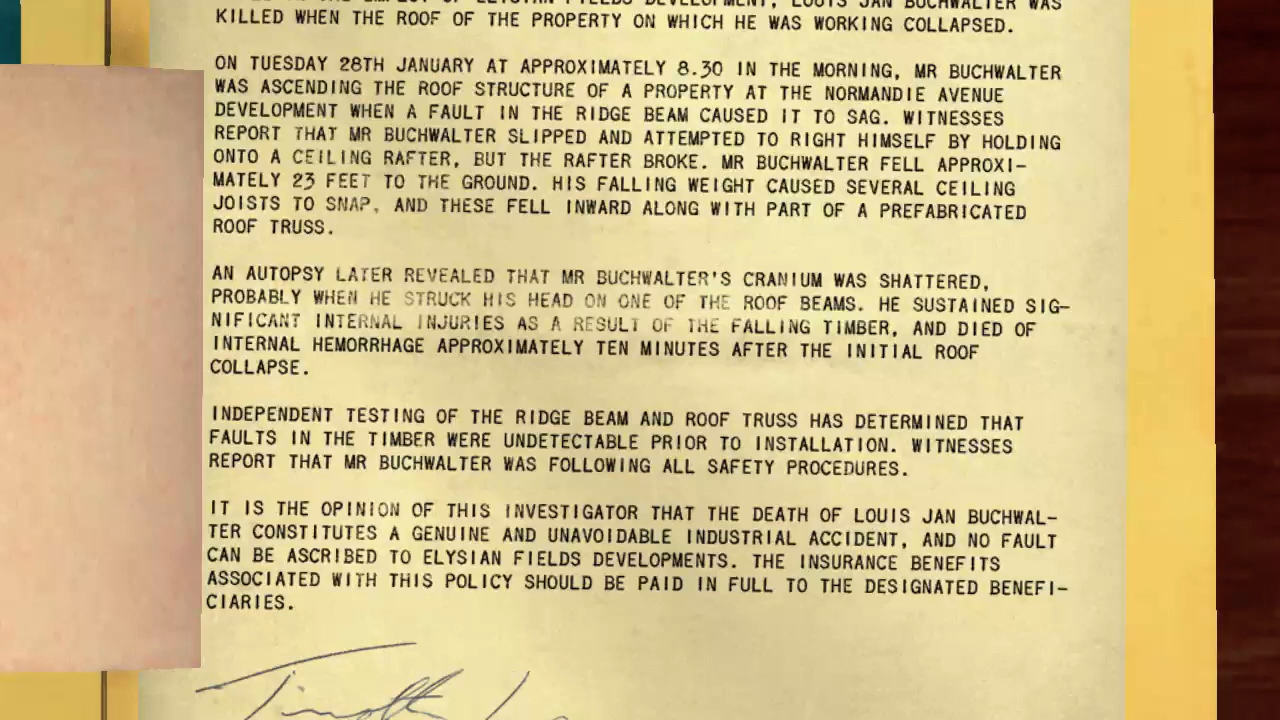 EMPLOY OF ELYSIAN FIELDS DEVELOPMENT, LOUIS JAN BUCHWALTER WAS
KILLED WHEN THE ROOF OF THE PROPERTY ON WHICH HE WAS WORKING COLLAPSED.
ON TUESDAY 28TH JANUARY AT APPROXIMATELY 8.30 IN THE MORNING, MR BUCHWALTER
WAS ASCENDING THE ROOF STRUCTURE OF A PROPERTY AT THE NORMANDIE AVENUE
DEVELOPMENT WHEN A FAULT IN THE RIDGE BEAM CAUSED IT TO SAG. WITNESSES
REPORT THAT MR BUCHWALTER SLIPPED AND ATTEMPTED TO RIGHT HIMSELF BY HOLDING
ONTO A CEILING RAFTER, BUT THE RAFTER BROKE. MR BUCHWALTER FELL APPROXI-
MATELY 23 FEET TO THE GROUND. HIS FALLING WEIGHT CAUSED SEVERAL CEILING
JOISTS TO SNAP, AND THESE FELL INWARD ALONG WITH PART OF A PREFABRICATED
ROOF TRUSS.
AN AUTOPSY LATER REVEALED THAT MR BUCHWALTER'S CRANIUM WAS SHATTERED,
PROBABLY WHEN HE STRUCK HIS HEAD ON ONE OF THE ROOF BEAMS. HE SUSTAINED SIG-
NIFICANT INTERNAL INJURIES AS A RESULT OF THE FALLING TIMBER, AND DIED OF
INTERNAL HEMORRHAGE APPROXIMATELY TEN MINUTES AFTER THE INITIAL ROOF
COLLAPSE.
INDEPENDENT TESTING OF THE RIDGE BEAM AND ROOF TRUSS HAS DETERMINED THAT
FAULTS IN THE TIMBER WERE UNDETECTABLE PRIOR TO INSTALLATION. WITNESSES
REPORT THAT MR BUCHWALTER WAS FOLLOWING ALL SAFETY PROCEDURES.
IT IS THE OPINION OF THIS INVESTIGATOR THAT THE DEATH OF LOUIS JAN BUCHWAL-
TER CONSTITUTES A GENUINE AND UNAVOIDABLE INDUSTRIAL ACCIDENT, AND NO FAULT
CAN BE ASCRIBED TO ELYSIAN FIELDS DEVELOPMENTS. THE INSURANCE BENEFITS
ASSOCIATED WITH THIS POLICY SHOULD BE PAID IN FULL TO THE DESIGNATED BENEFI-
CIARIES.
Timothy